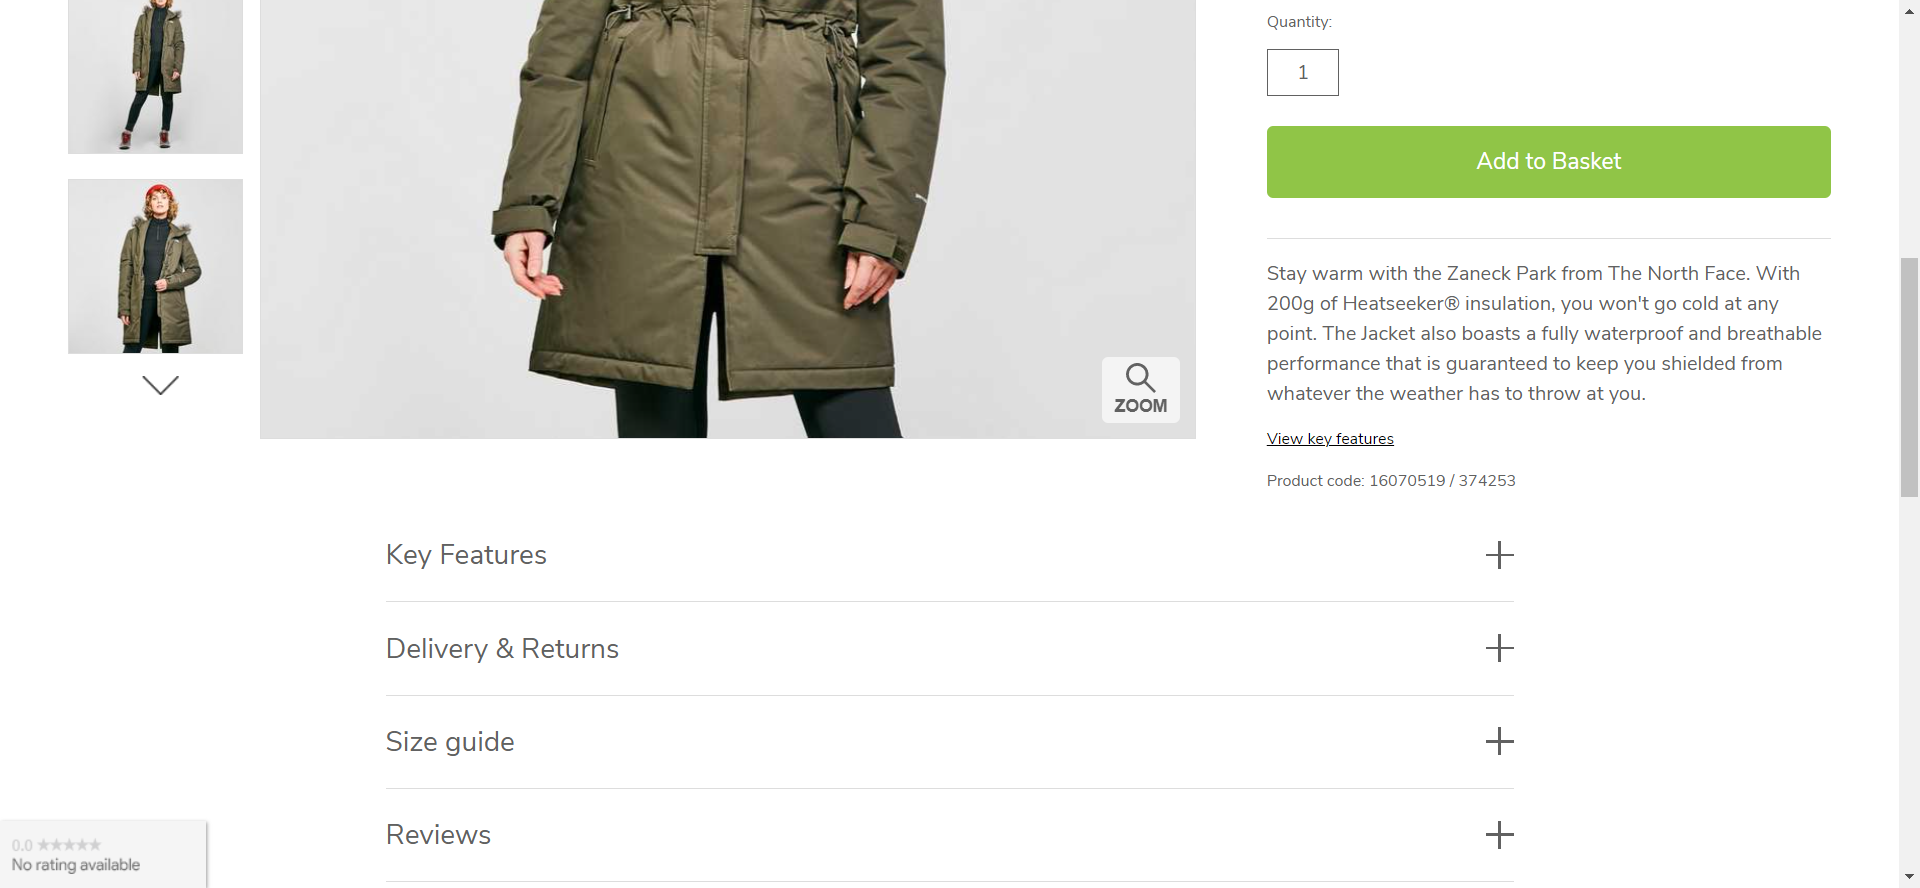 Quantity:
1
Add to Basket
Stay warm with the Zaneck Park from The North Face. With
200g of Heatseeker® insulation, you won't go cold at any
point. The Jacket also boasts a fully waterproof and breathable
performance that is guaranteed to keep you shielded from
whatever the weather has to throw at you.
View key features
Product code: 16070519 / 374253
ZOOM
Key Features
Delivery & Returns
Size guide
Reviews
0.0 ★★★★★
No rating available